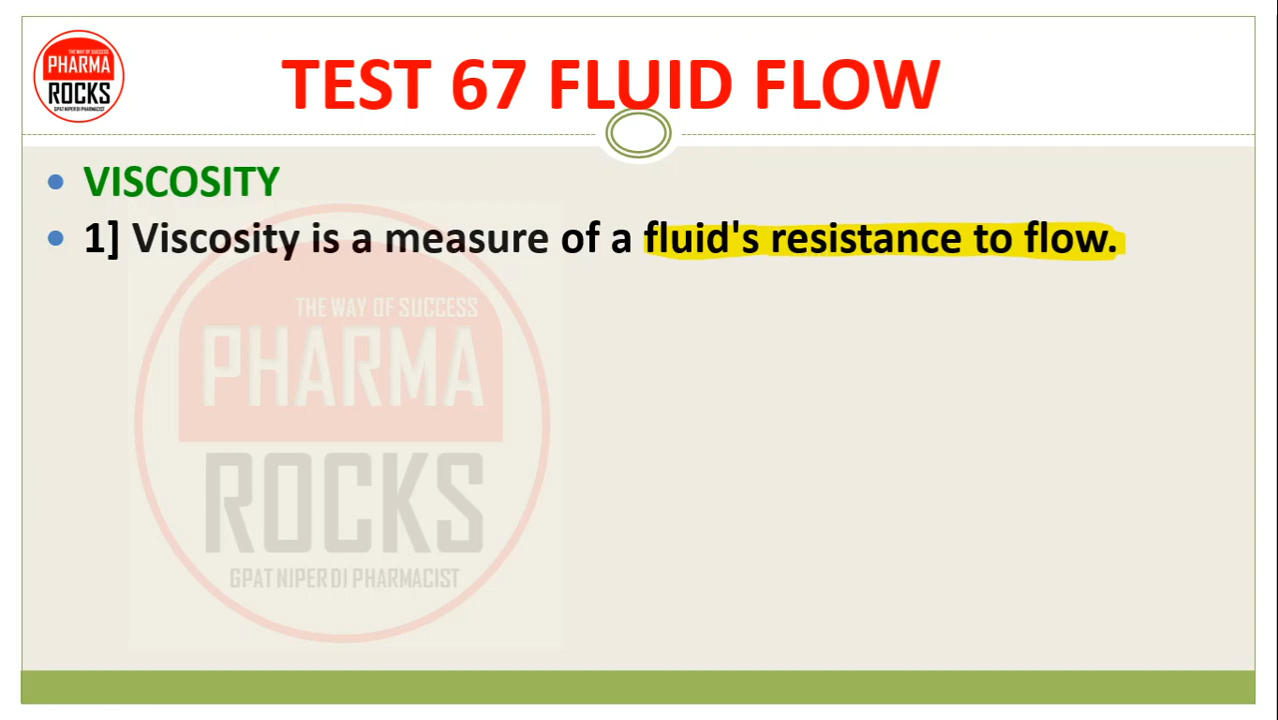 THE WAY OF SUCCESS
PHARMA
ROCKS
GPAT NIPER DI PHARMACIST
TEST 67 FLUID FLOW
VISCOSITY
1] Viscosity is a measure of a fluid's resistance to flow.
THE WAY OF SUCCESS
PHARMA
ROCKS
GPAT NIPER DI PHARMACIST